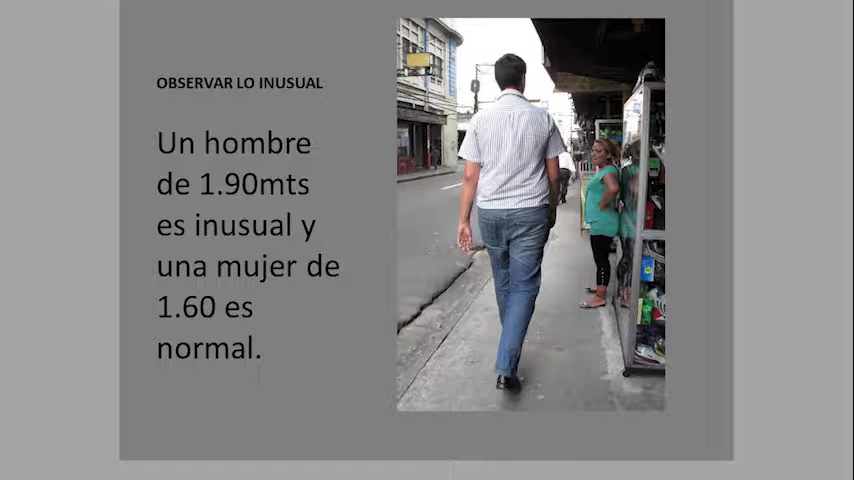 OBSERVAR LO INUSUAL
Un hombre
de 1.90mts
es inusual y
una mujer de
1.60 es
normal.